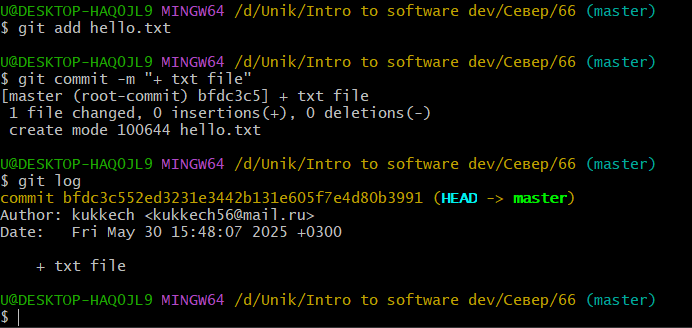 U@DESKTOP-HAQOJL9 MINGW64 /d/Unik/Intro to software dev/Север/66 (master)
$ git add hello.txt
U@DESKTOP-HAQOJL9 MINGW64 /d/Unik/Intro to software dev/Север/66 (master)
$ git commit -m "+ txt file"
[master (root-commit) bfdc3c5] + txt file
 1 file changed, 0 insertions(+), 0 deletions(-)
 create mode 100644 hello.txt
U@DESKTOP-HAQOJL9 MINGW64 /d/Unik/Intro to software dev/Север/66 (master)
$ git log
commit bfdc3c552ed3231e3442b131e605f7e4d80b3991 (HEAD -> master)
Author: kukkech <kukkech56@mail.ru>
Date:   Fri May 30 15:48:07 2025 +0300
    + txt file
U@DESKTOP-HAQOJL9 MINGW64 /d/Unik/Intro to software dev/Север/66 (master)
$